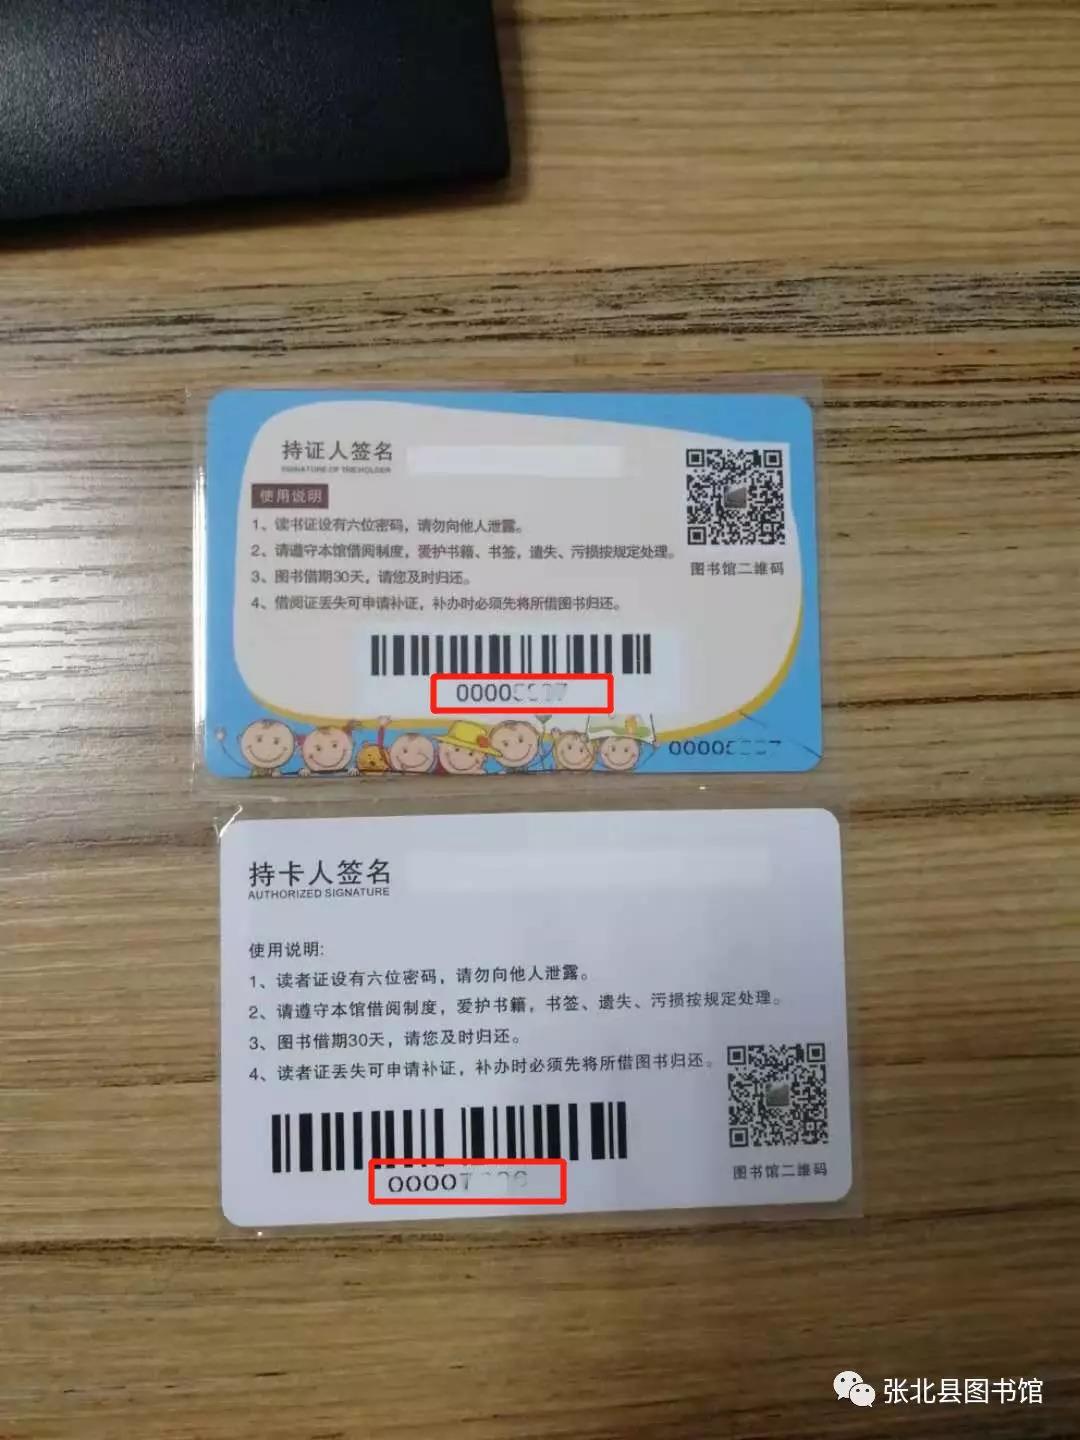 持证人签名
SIGNATURE OF THE HOLDER
使用说明
1、读书证设有六位密码，请勿向他人泄露。
2、请遵守本馆借阅制度，爱护书籍、书签，遗失、污损按规定处理。
3、图书借期30天，请您及时归还。
4、借阅证丢失可申请补证，补办时必须先将所借图书归还。
图书馆二维码
持卡人签名
AUTHORIZED SIGNATURE
使用说明:
1、读者证设有六位密码，请勿向他人泄露。
2、请遵守本馆借阅制度，爱护书籍，书签、遗失、污损按规定处理。
3、图书借期30天，请您及时归还。
4、读者证丢失可申请补证，补办时必须先将所借图书归还。
图书馆二维码
张北县图书馆